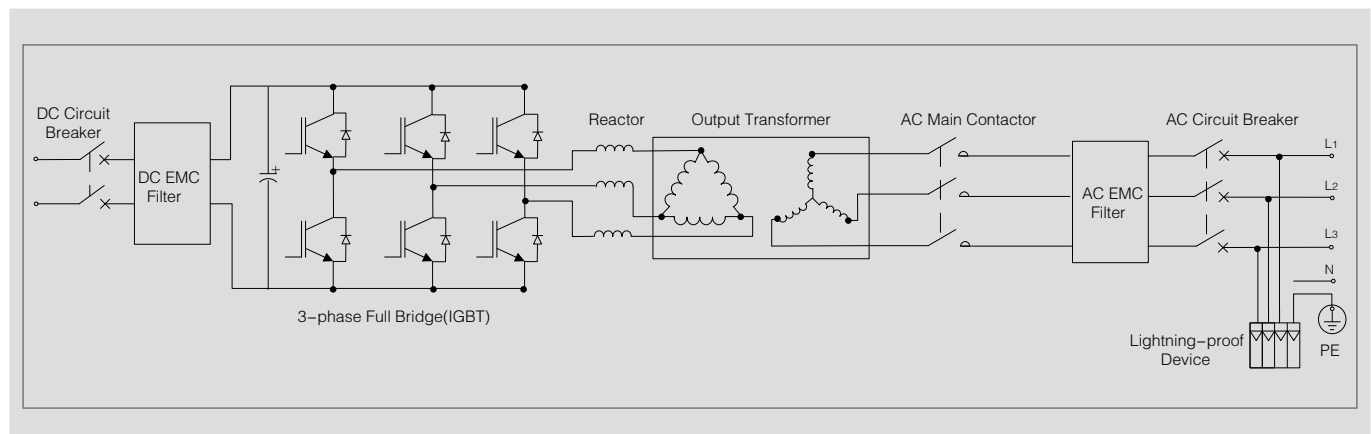 DC Circuit
Breaker
DC EMC
Filter
+
3-phase Full Bridge(IGBT)
Reactor
Output Transformer
AC Main Contactor
AC EMC
Filter
AC Circuit Breaker
L1
L2
L3
N
PE
Lightning-proof
Device